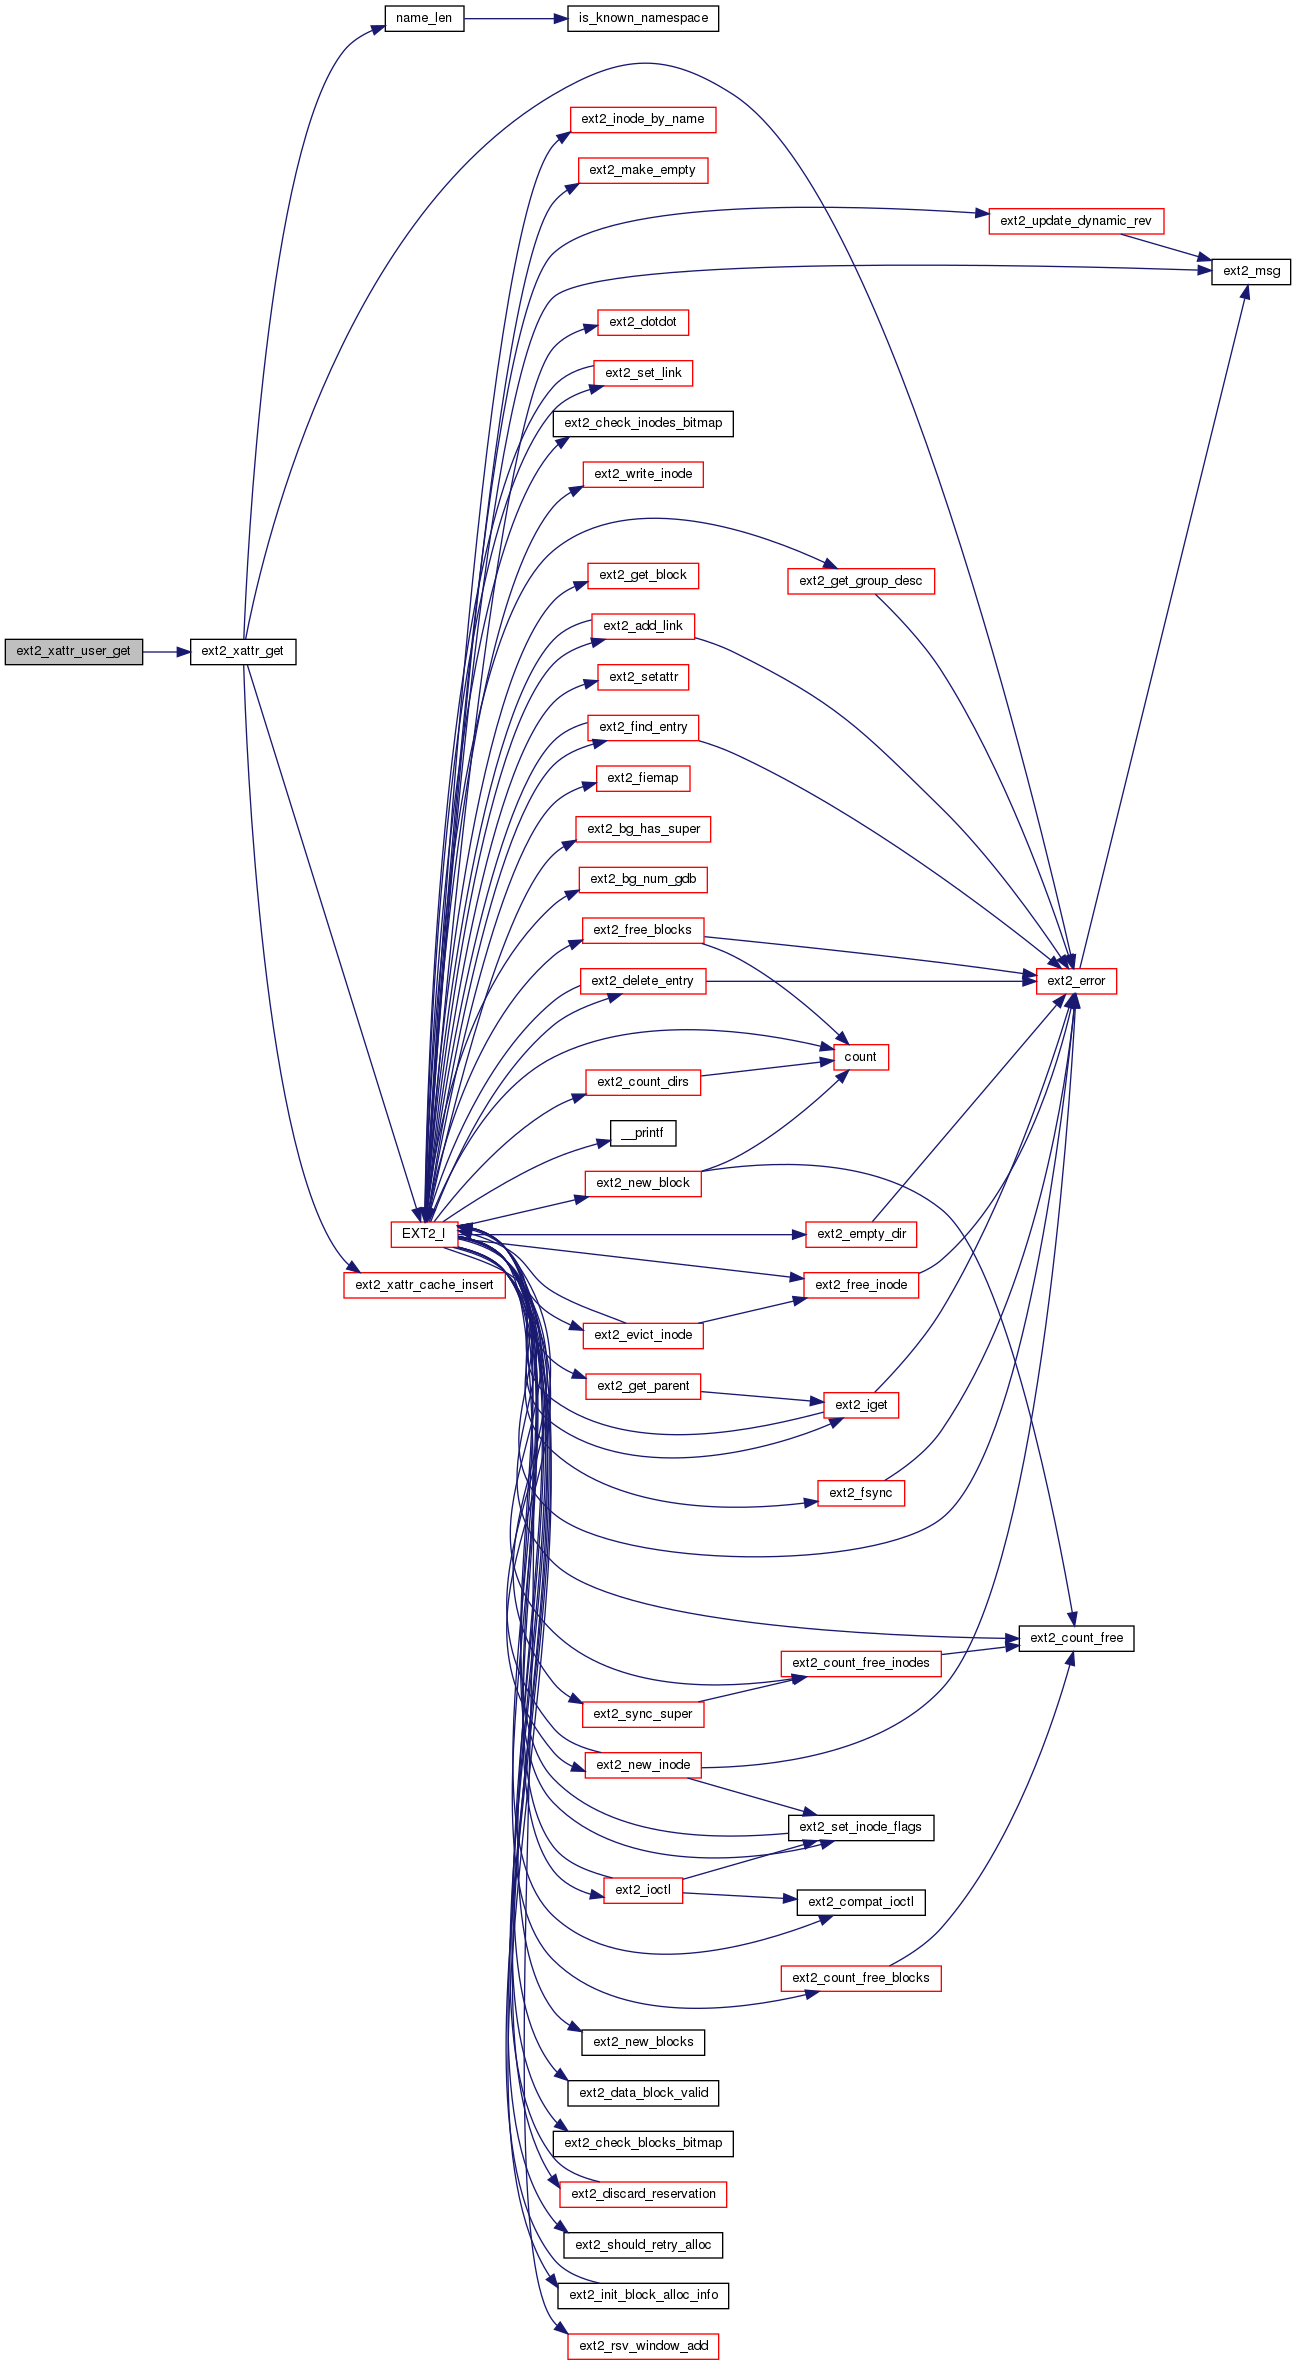 name_len
is_known_namespace
ext2_inode_by_name
ext2_make_empty
ext2_update_dynamic_rev
ext2_msg
ext2_dotdot
ext2_set_link
ext2_check_inodes_bitmap
ext2_write_inode
ext2_get_block
ext2_get_group_desc
ext2_add_link
ext2_xattr_user_get
ext2_xattr_get
ext2_setattr
ext2_find_entry
ext2_fiemap
ext2_bg_has_super
ext2_bg_num_gdb
ext2_free_blocks
ext2_delete_entry
ext2_error
count
ext2_count_dirs
__printf
ext2_new_block
EXT2_I
ext2_empty_dir
ext2_xattr_cache_insert
ext2_free_inode
ext2_evict_inode
ext2_get_parent
ext2_iget
ext2_fsync
ext2_count_free
ext2_count_free_inodes
ext2_sync_super
ext2_new_inode
ext2_set_inode_flags
ext2_ioctl
ext2_compat_ioctl
ext2_count_free_blocks
ext2_new_blocks
ext2_data_block_valid
ext2_check_blocks_bitmap
ext2_discard_reservation
ext2_should_retry_alloc
ext2_init_block_alloc_info
ext2_rsv_window_add